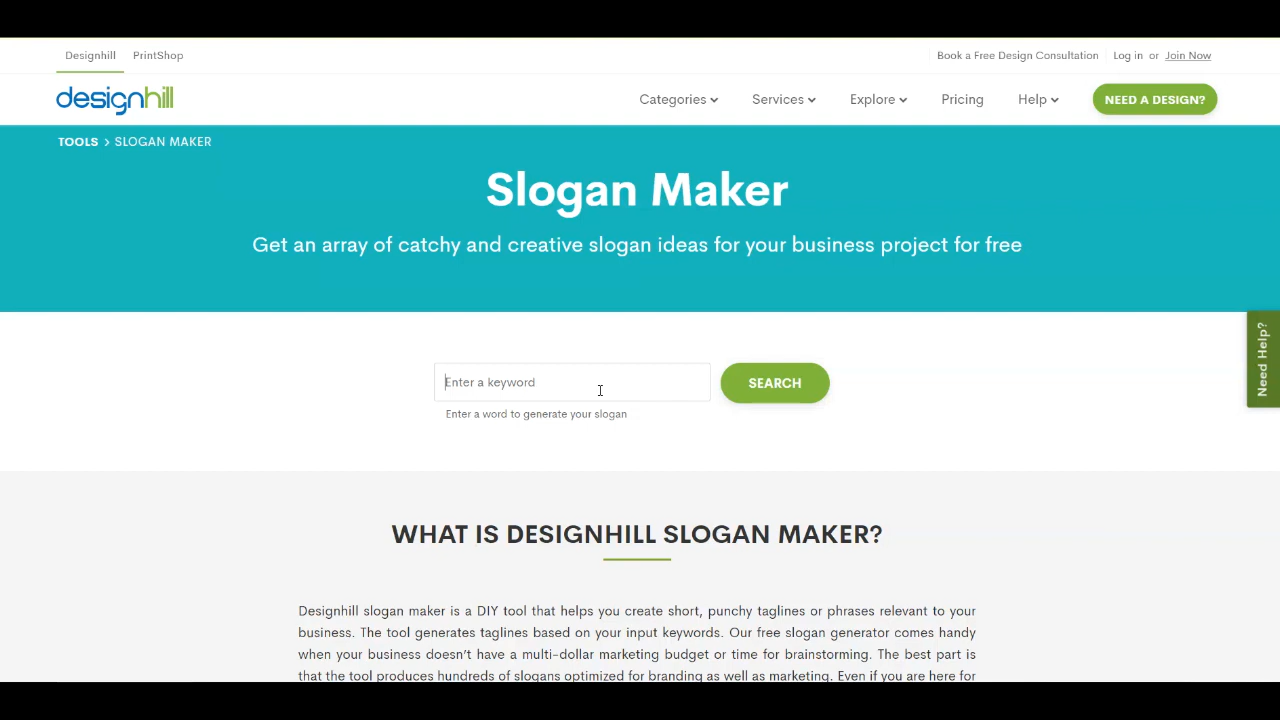 Designhill PrintShop Book a Free Design Consultation Log in or Join Now
designhill Categories Services Explore Pricing Help NEED A DESIGN?
TOOLS > SLOGAN MAKER
Slogan Maker
Get an array of catchy and creative slogan ideas for your business project for free
Need Help?
Enter a keyword SEARCH
Enter a word to generate your slogan
WHAT IS DESIGNHILL SLOGAN MAKER?
Designhill slogan maker is a DIY tool that helps you create short, punchy taglines or phrases relevant to your
business. The tool generates taglines based on your input keywords. Our free slogan generator comes handy
when your business doesn't have a multi-dollar marketing budget or time for brainstorming. The best part is
that the tool produces hundreds of slogans optimized for branding as well as marketing. Even if you are here for